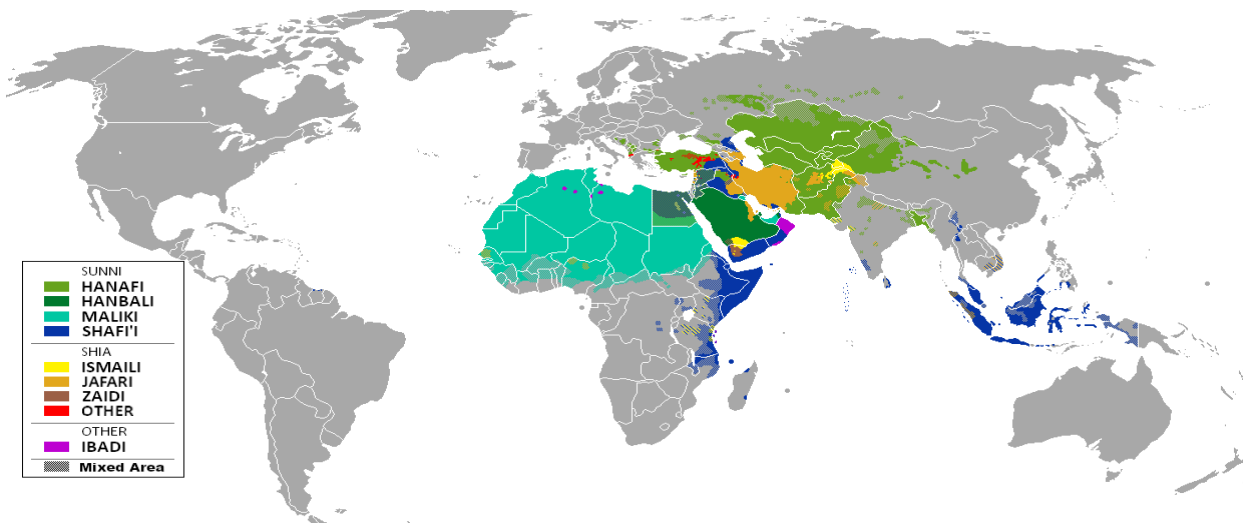 SUNNI
HANAFI
HANBALI
MALIKI
SHAFI'I
SHIA
ISMAILI
JAFARI
ZAIDI
OTHER
OTHER
IBADI
Mixed Area